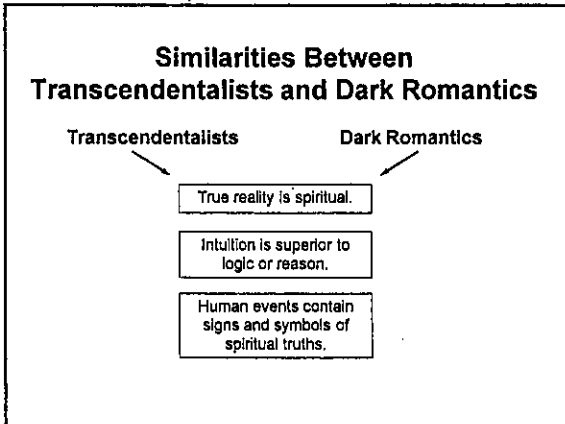 Similarities Between
Transcendentalists and Dark Romantics
Transcendentalists Dark Romantics
True reality is spiritual.
Intuition is superior to
logic or reason.
Human events contain
signs and symbols of
spiritual truths.